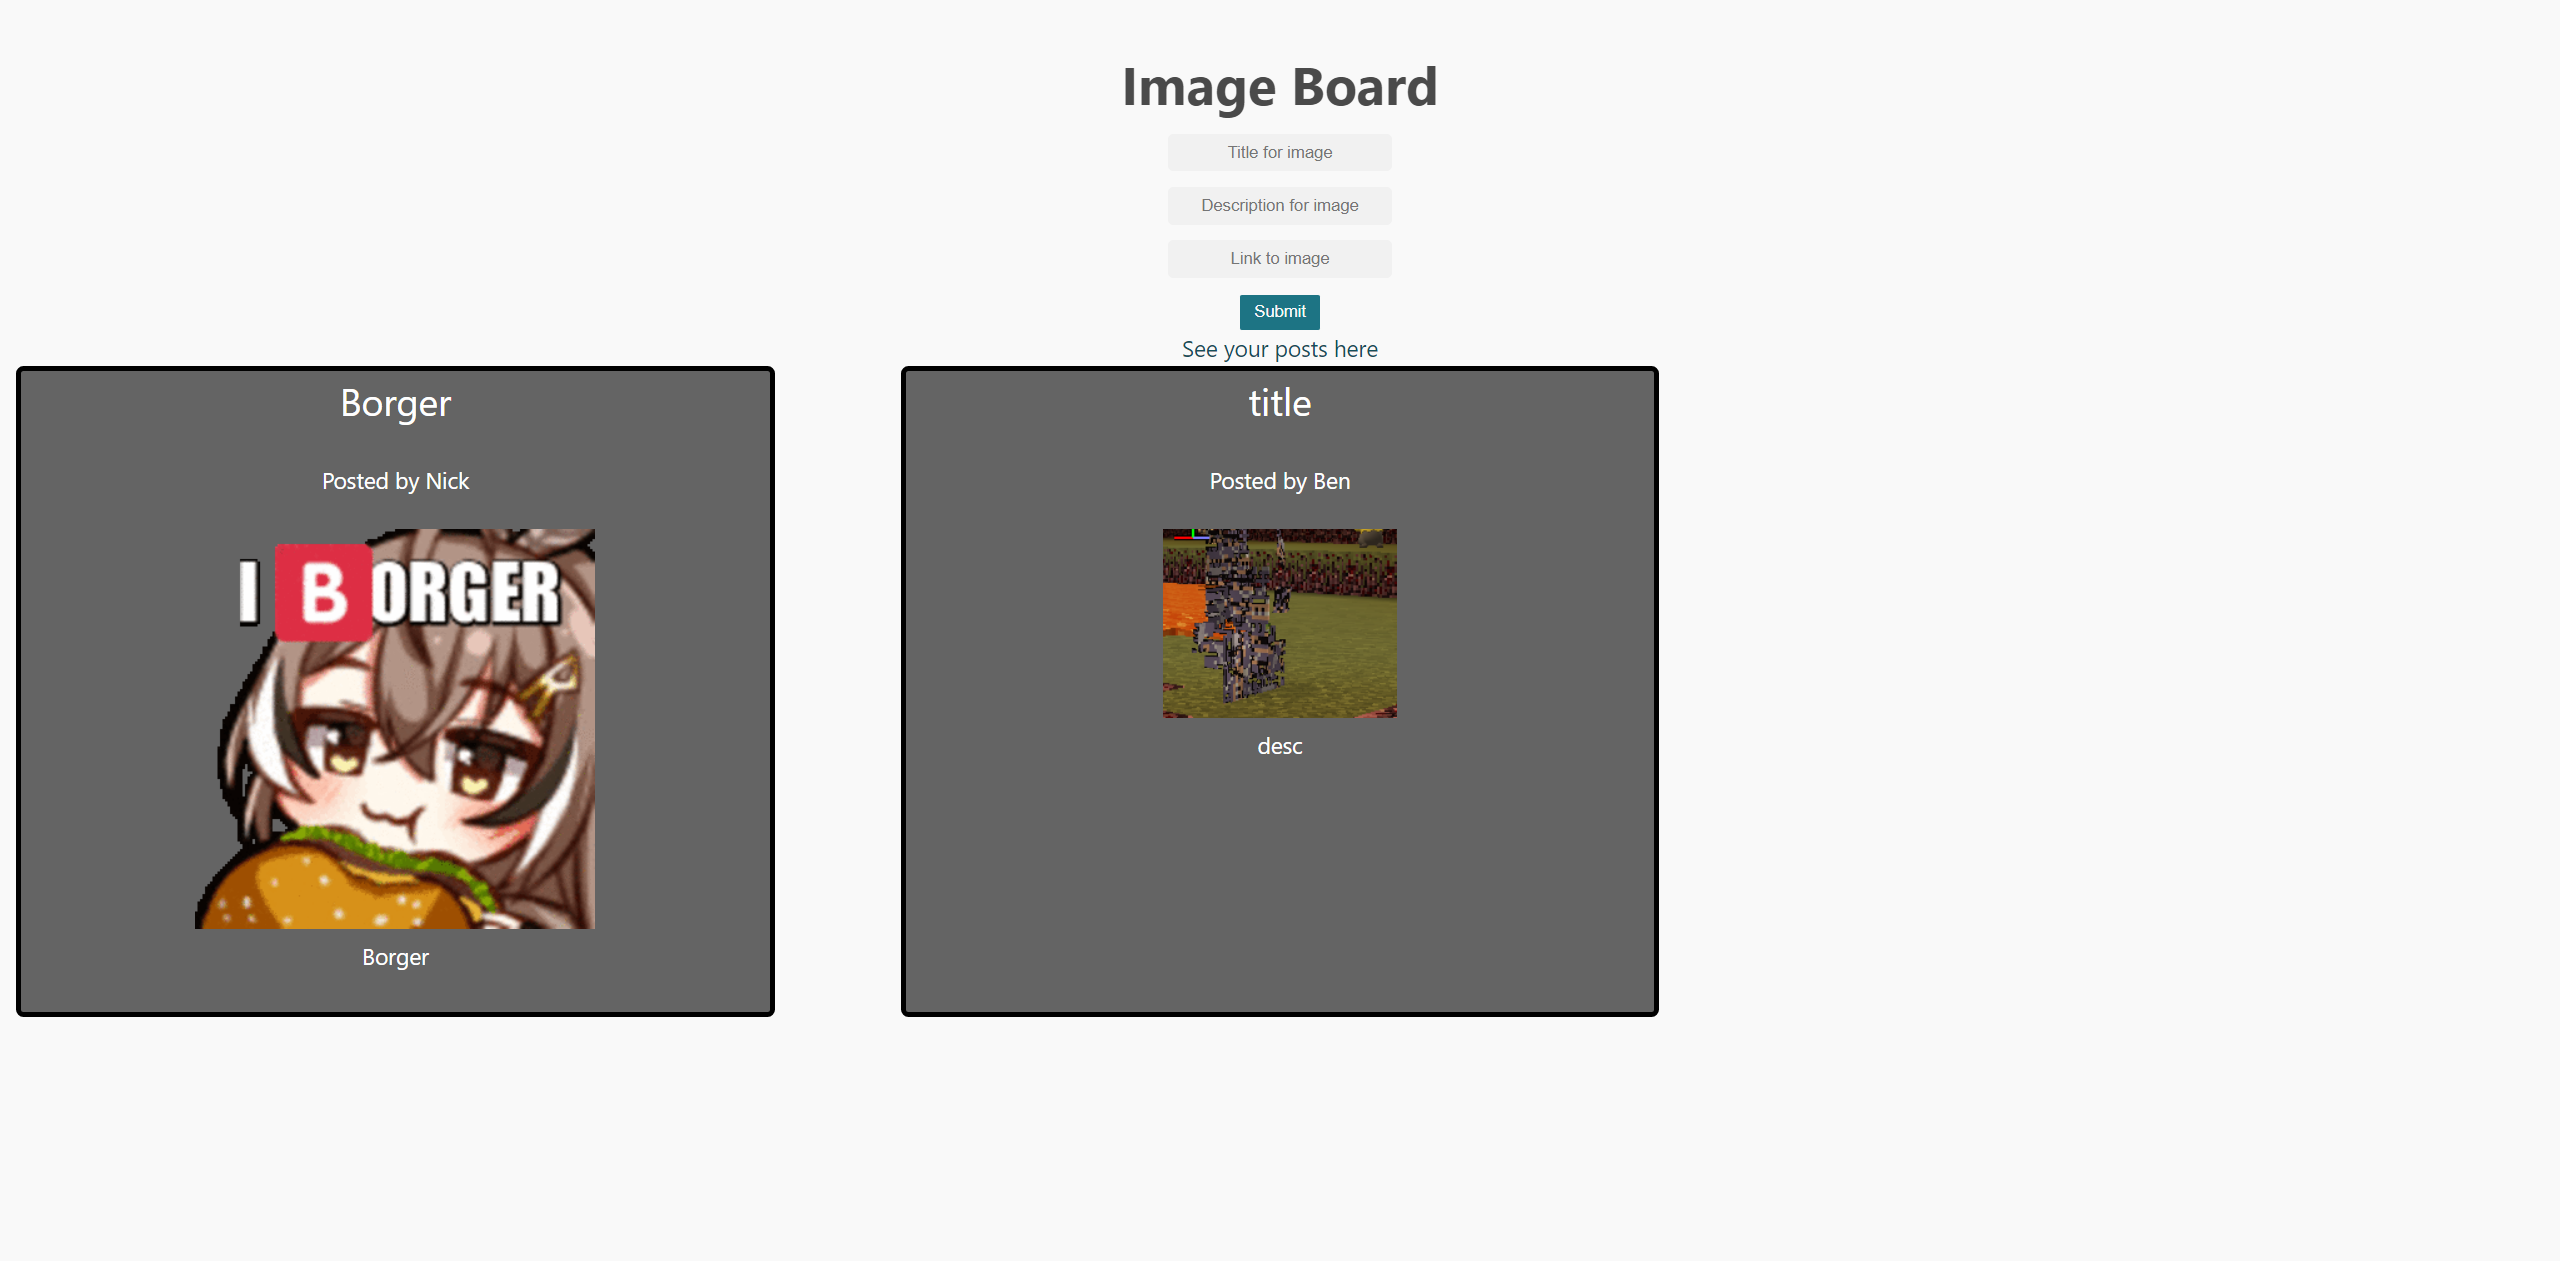 Image Board
Title for image
Description for image
Link to image
Submit
See your posts here
Borger
Posted by Nick
I BORGER
Borger
title
Posted by Ben
desc